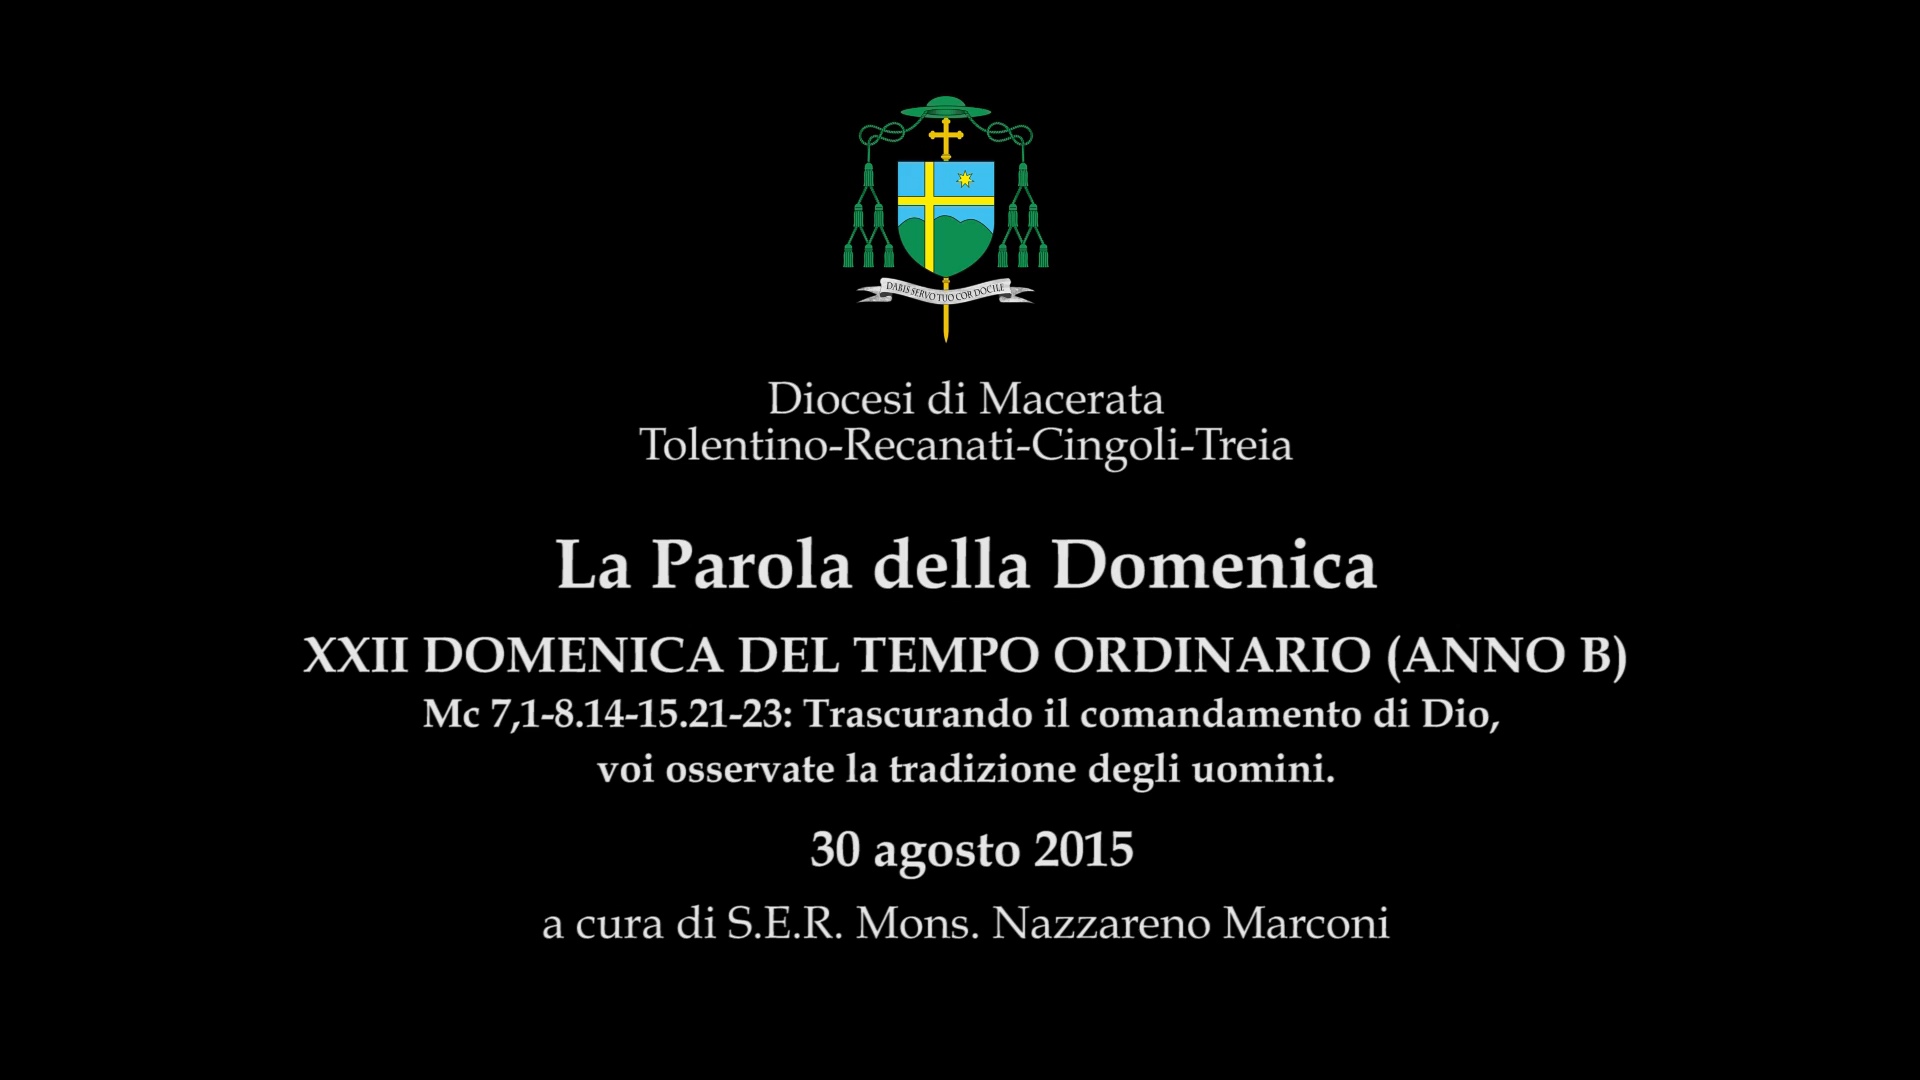 DABIS SERVO TUO COR DOCILE
Diocesi di Macerata
Tolentino-Recanati-Cingoli-Treia
La Parola della Domenica
XXII DOMENICA DEL TEMPO ORDINARIO (ANNO B)
Mc 7,1-8.14-15.21-23: Trascurando il comandamento di Dio,
voi osservate la tradizione degli uomini.
30 agosto 2015
a cura di S.E.R. Mons. Nazzareno Marconi